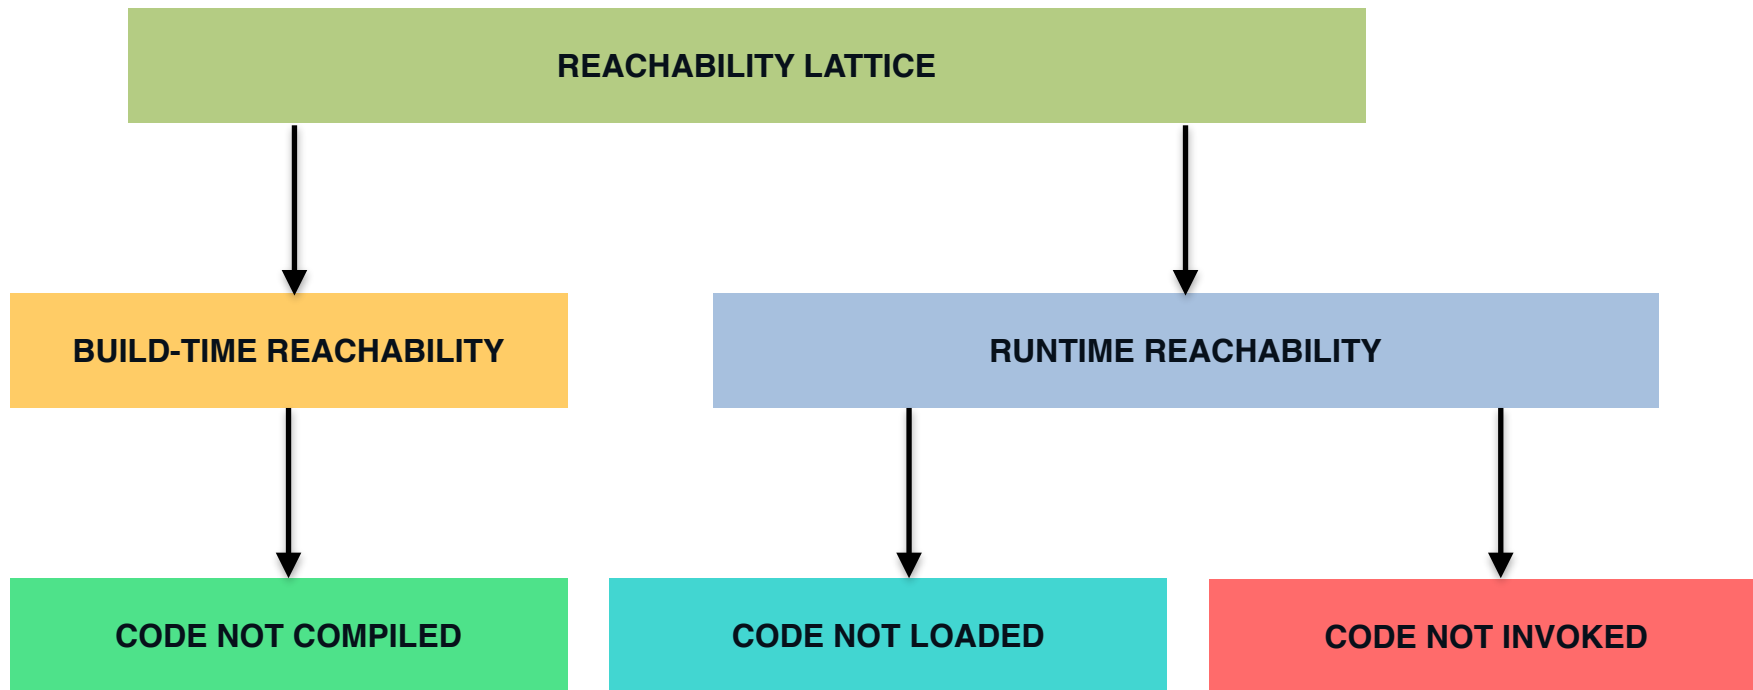 REACHABILITY LATTICE
BUILD-TIME REACHABILITY
RUNTIME REACHABILITY
CODE NOT COMPILED
CODE NOT LOADED
CODE NOT INVOKED